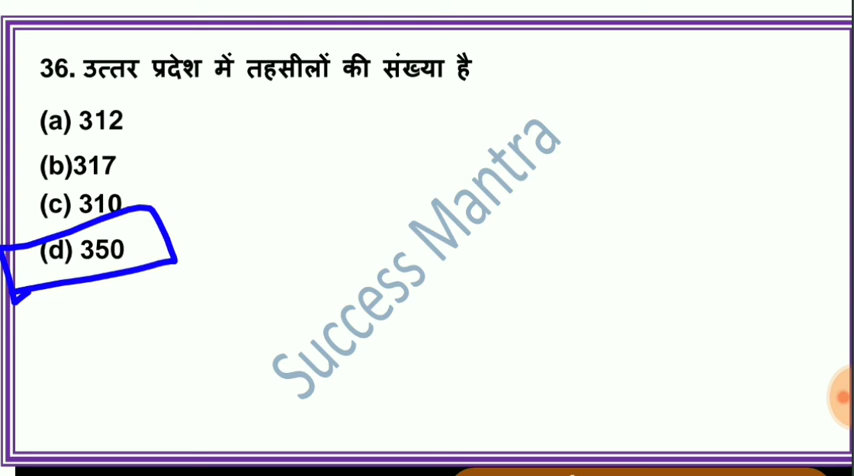 36. उत्तर प्रदेश में तहसीलों की संख्या है
(a) 312
(b)317
(c) 310
(d) 350
Success Mantra